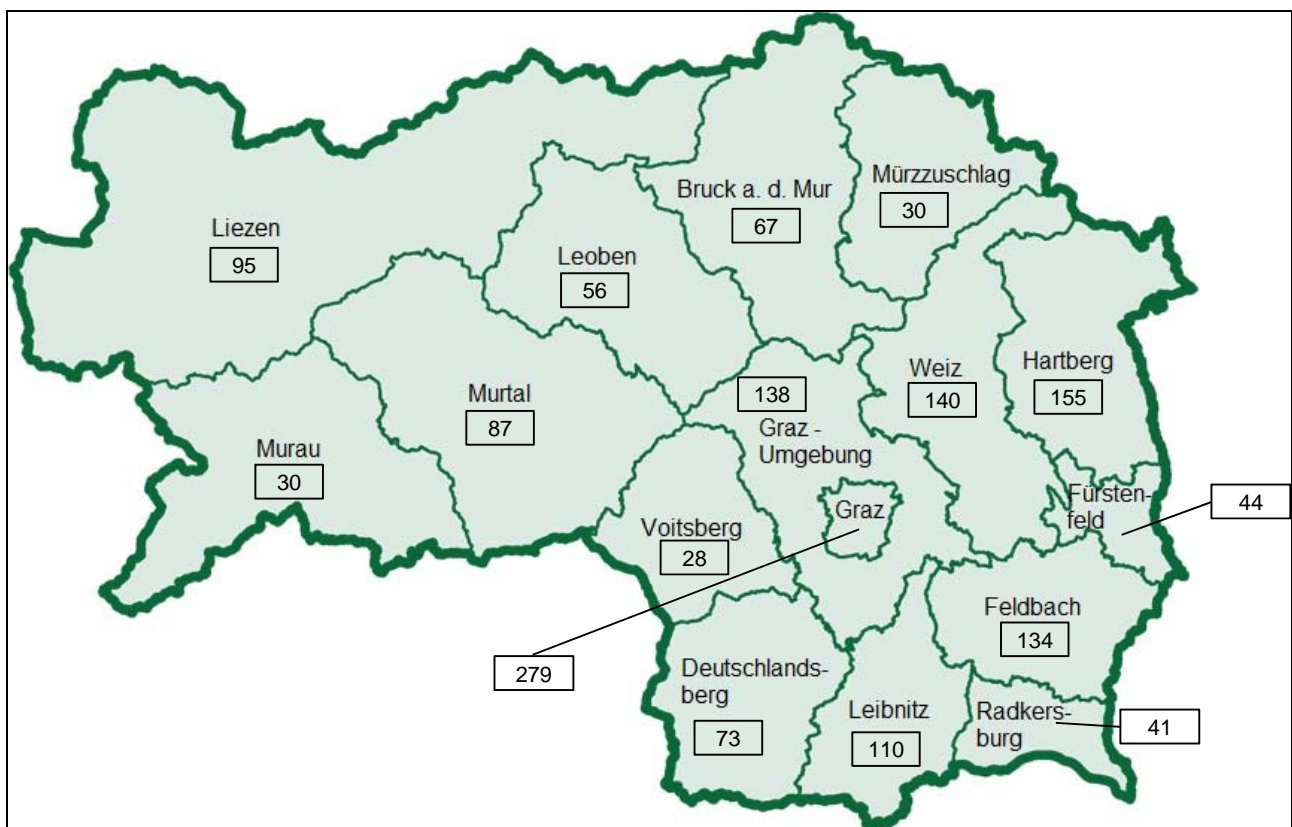 Mürzzuschlag
30
Bruck a. d. Mur
67
Liezen
95
Leoben
56
Hartberg
155
Weiz
140
138
Graz -
Umgebung
Murtal
87
Murau
30
Fürsten-
feld
44
Graz
279
Voitsberg
28
Feldbach
134
Deutschlands-
berg
73
Leibnitz
110
Radkers-
burg
41